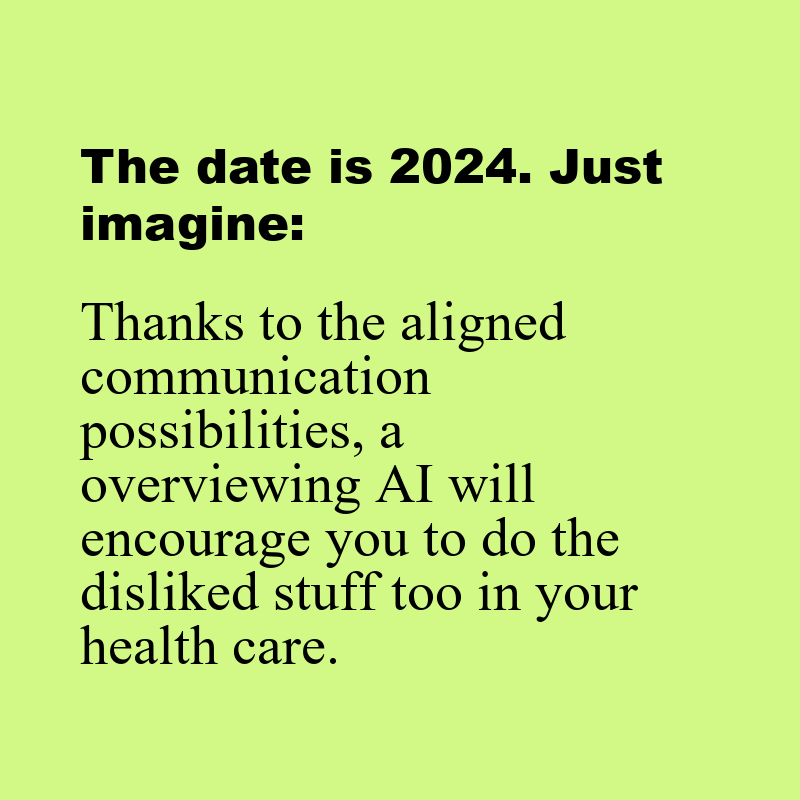 The date is 2024. Just
imagine:
Thanks to the aligned
communication
possibilities, a
overviewing AI will
encourage you to do the
disliked stuff too in your
health care.